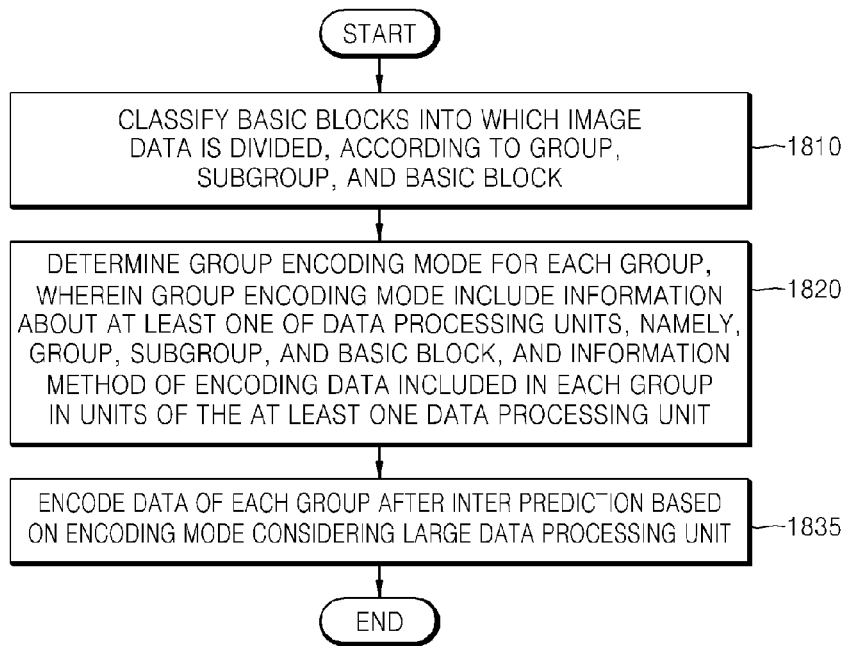 START
CLASSIFY BASIC BLOCKS INTO WHICH IMAGE
DATA IS DIVIDED, ACCORDING TO GROUP,
SUBGROUP, AND BASIC BLOCK
1810
DETERMINE GROUP ENCODING MODE FOR EACH GROUP,
WHEREIN GROUP ENCODING MODE INCLUDE INFORMATION
ABOUT AT LEAST ONE OF DATA PROCESSING UNITS, NAMELY,
GROUP, SUBGROUP, AND BASIC BLOCK, AND INFORMATION
METHOD OF ENCODING DATA INCLUDED IN EACH GROUP
IN UNITS OF THE AT LEAST ONE DATA PROCESSING UNIT
1820
ENCODE DATA OF EACH GROUP AFTER INTER PREDICTION BASED
ON ENCODING MODE CONSIDERING LARGE DATA PROCESSING UNIT
1835
END